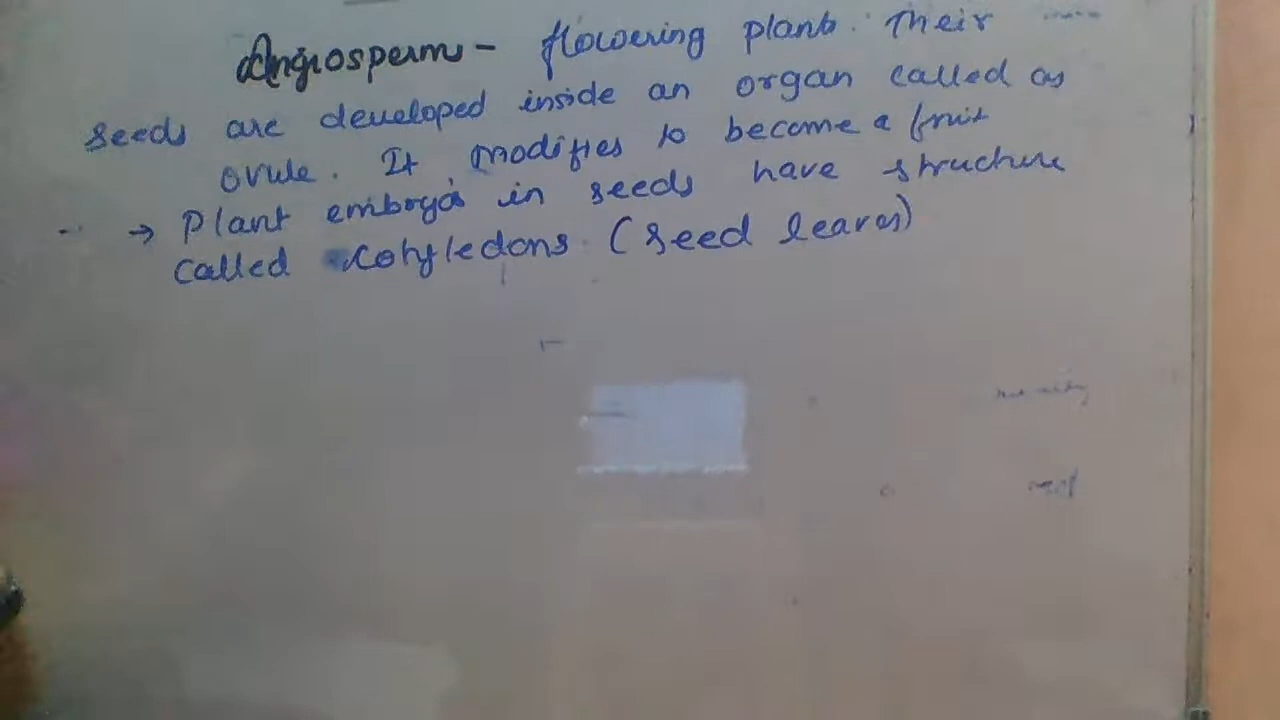 Angiosperm - flowering plants. Their
seeds are developed inside an organ called as
ovule. It modifies to become a fruit
→ Plant embryo's in seeds have structure
called cotyledons. (seed leaves)